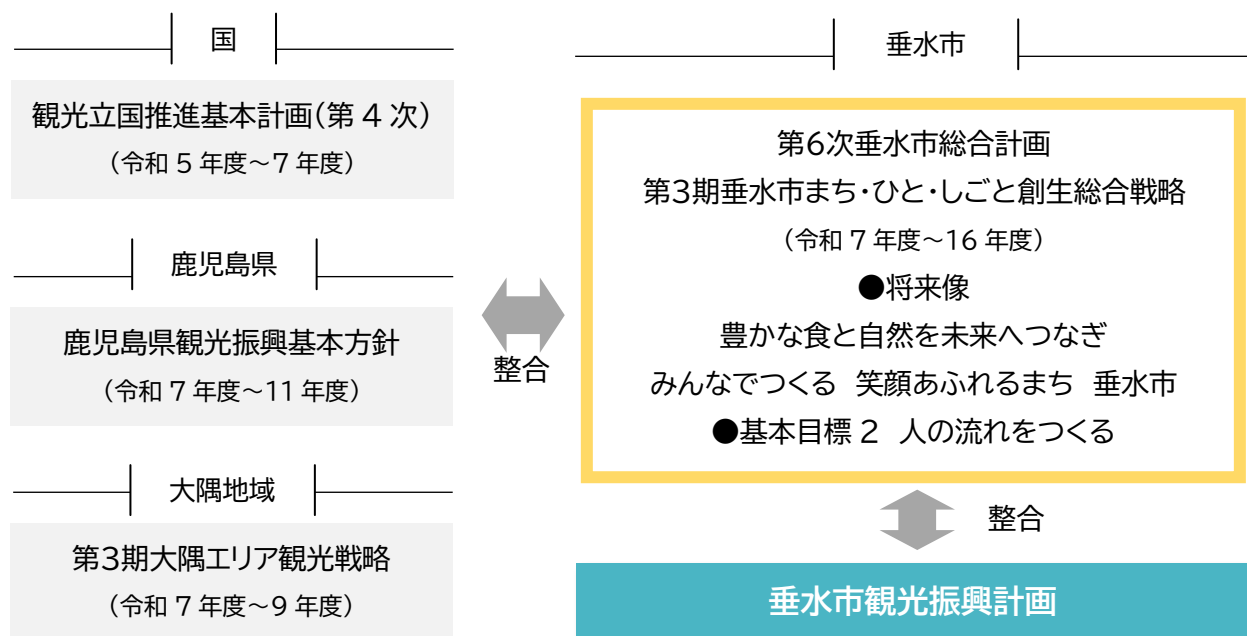 国
観光立国推進基本計画(第 4 次)
(令和 5 年度～7 年度)
鹿児島県
鹿児島県観光振興基本方針
(令和 7 年度～11 年度)
大隅地域
第3期大隅エリア観光戦略
(令和 7 年度～9 年度)
整合
垂水市
第6次垂水市総合計画
第3期垂水市まち・ひと・しごと創生総合戦略
(令和 7 年度～16 年度)
●将来像
豊かな食と自然を未来へつなぎ
みんなでつくる 笑顔あふれるまち 垂水市
●基本目標 2 人の流れをつくる
整合
垂水市観光振興計画